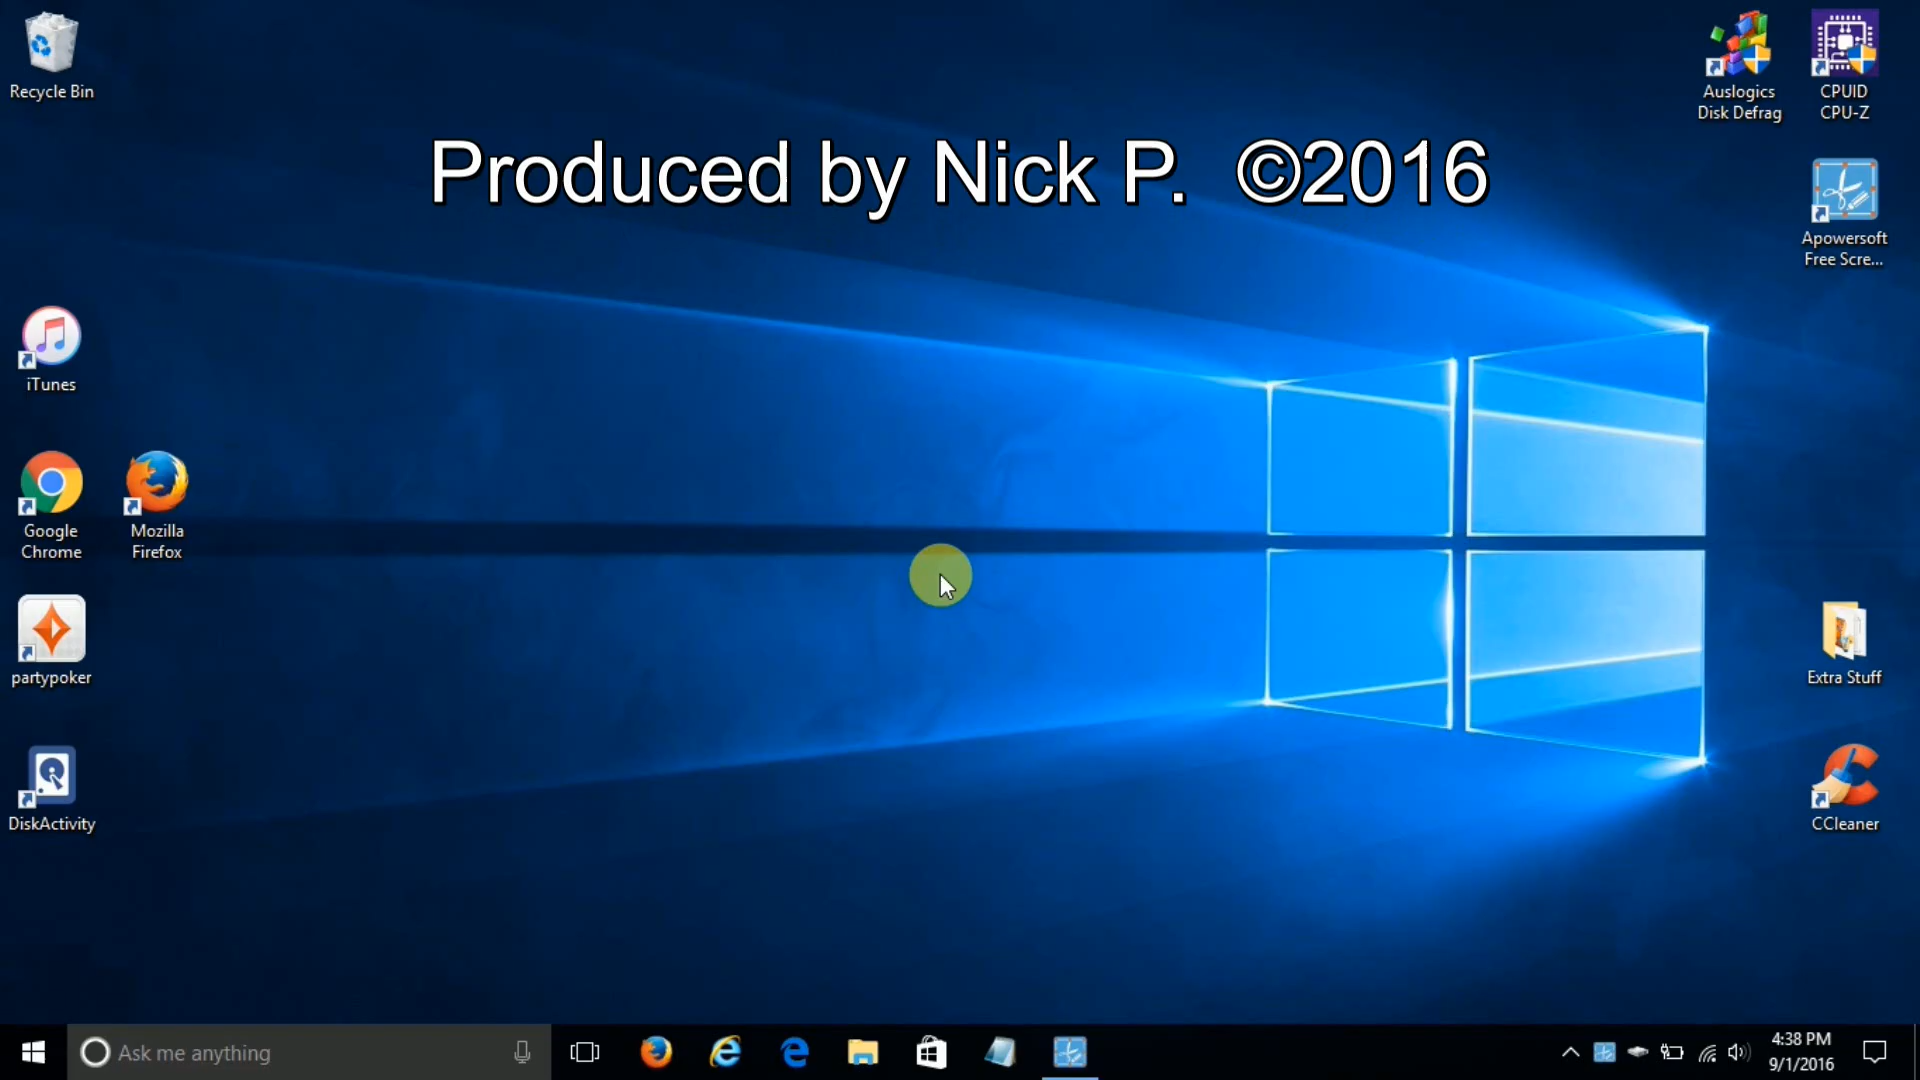 Recycle Bin
Auslogics
Disk Defrag
CPUID
CPU-Z
Produced by Nick P.  ©2016
Apowersoft
Free Scre...
iTunes
Google
Chrome
Mozilla
Firefox
partypoker
Extra Stuff
DiskActivity
CCleaner
Ask me anything
4:38 PM
9/1/2016